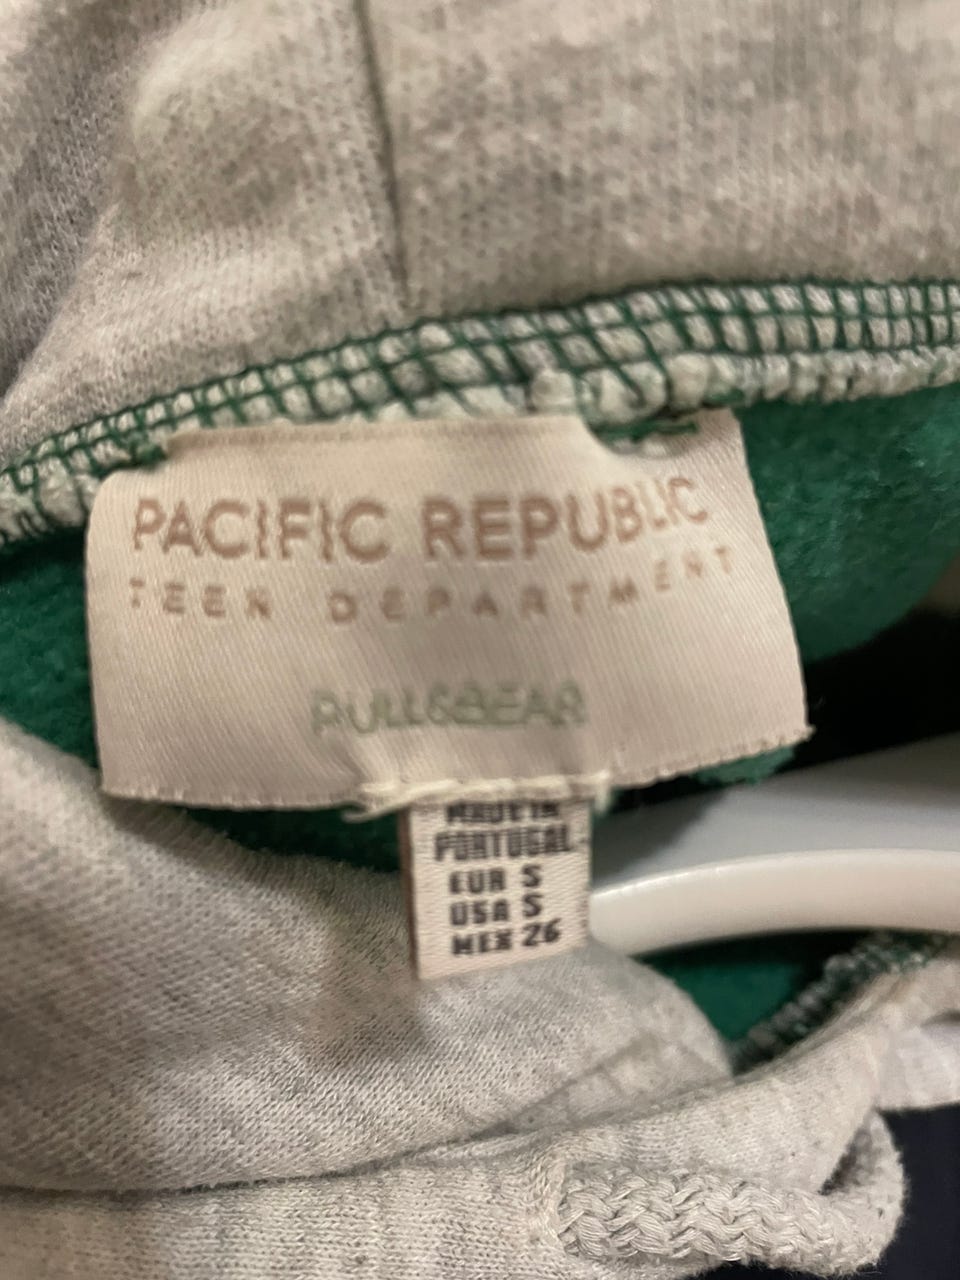 PACIFIC REPUBLIC
TEEN DEPARTMENT
PULL&BEAR
MADE IN
PORTUGAL
EUR S
USA S
MEX 26